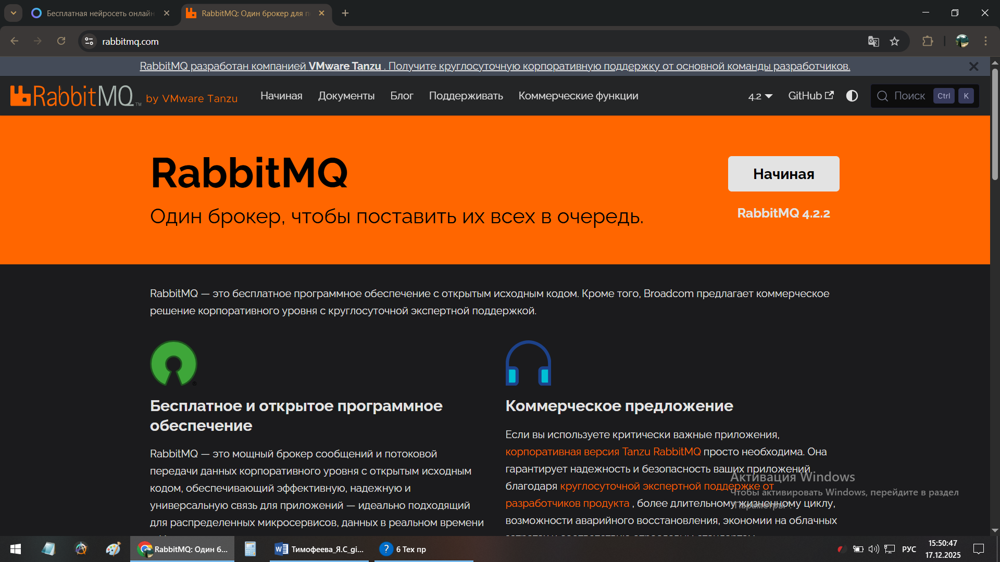 Бесплатная нейросеть онлайн
RabbitMQ: Один брокер для п
rabbitmq.com
RabbitMQ разработан компанией VMware Tanzu . Получите круглосуточную корпоративную поддержку от основной команды разработчиков.
RabbitMQ TM by VMware Tanzu
Начиная
Документы
Блог
Поддерживать
Коммерческие функции
4.2
GitHub
Поиск
Ctrl
K
RabbitMQ
Один брокер, чтобы поставить их всех в очередь.
Начиная
RabbitMQ 4.2.2
RabbitMQ — это бесплатное программное обеспечение с открытым исходным кодом. Кроме того, Broadcom предлагает коммерческое
решение корпоративного уровня с круглосуточной экспертной поддержкой.
Бесплатное и открытое программное
обеспечение
RabbitMQ — это мощный брокер сообщений и потоковой
передачи данных корпоративного уровня с открытым исходным
кодом, обеспечивающий эффективную, надежную и
универсальную связь для приложений — идеально подходящий
для распределенных микросервисов, данных в реальном времени
Коммерческое предложение
Если вы используете критически важные приложения,
корпоративная версия Tanzu RabbitMQ просто необходима. Она
гарантирует надежность и безопасность ваших приложений
благодаря круглосуточной экспертной поддержке от
разработчиков продукта , более длительному жизненному циклу,
возможности аварийного восстановления, экономии на облачных
Активация Windows
Чтобы активировать Windows, перейдите в раздел
"Параметры".
RabbitMQ: Один б...
Тимофеева_Я.С_gi...
6 Тех пр
РУС
15:50:47
17.12.2025